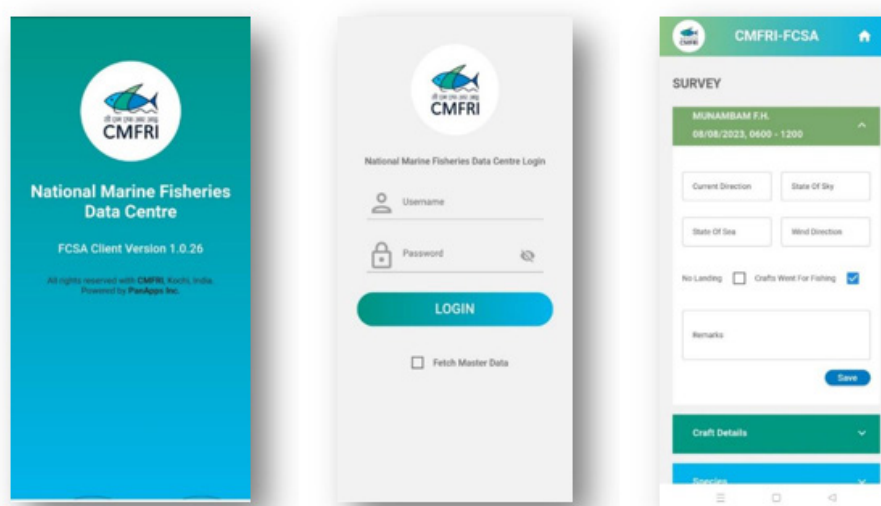 CMFRI
National Marine Fisheries
Data Centre
FCSA Client Version 1.0.26
All rights reserved with CMFRI, Kochi, India.
Powered by PanApps Inc.
CMFRI
National Marine Fisheries Data Centre Login
Username
Password
LOGIN
Fetch Master Data
CMFRI
CMFRI-FCSA
SURVEY
MUNAMBAM F.H.
08/08/2023, 0600 - 1200
Current Direction
State Of Sky
State Of Sea
Wind Direction
No Landing
Crafts Went For Fishing
Remarks
Save
Craft Details
Species